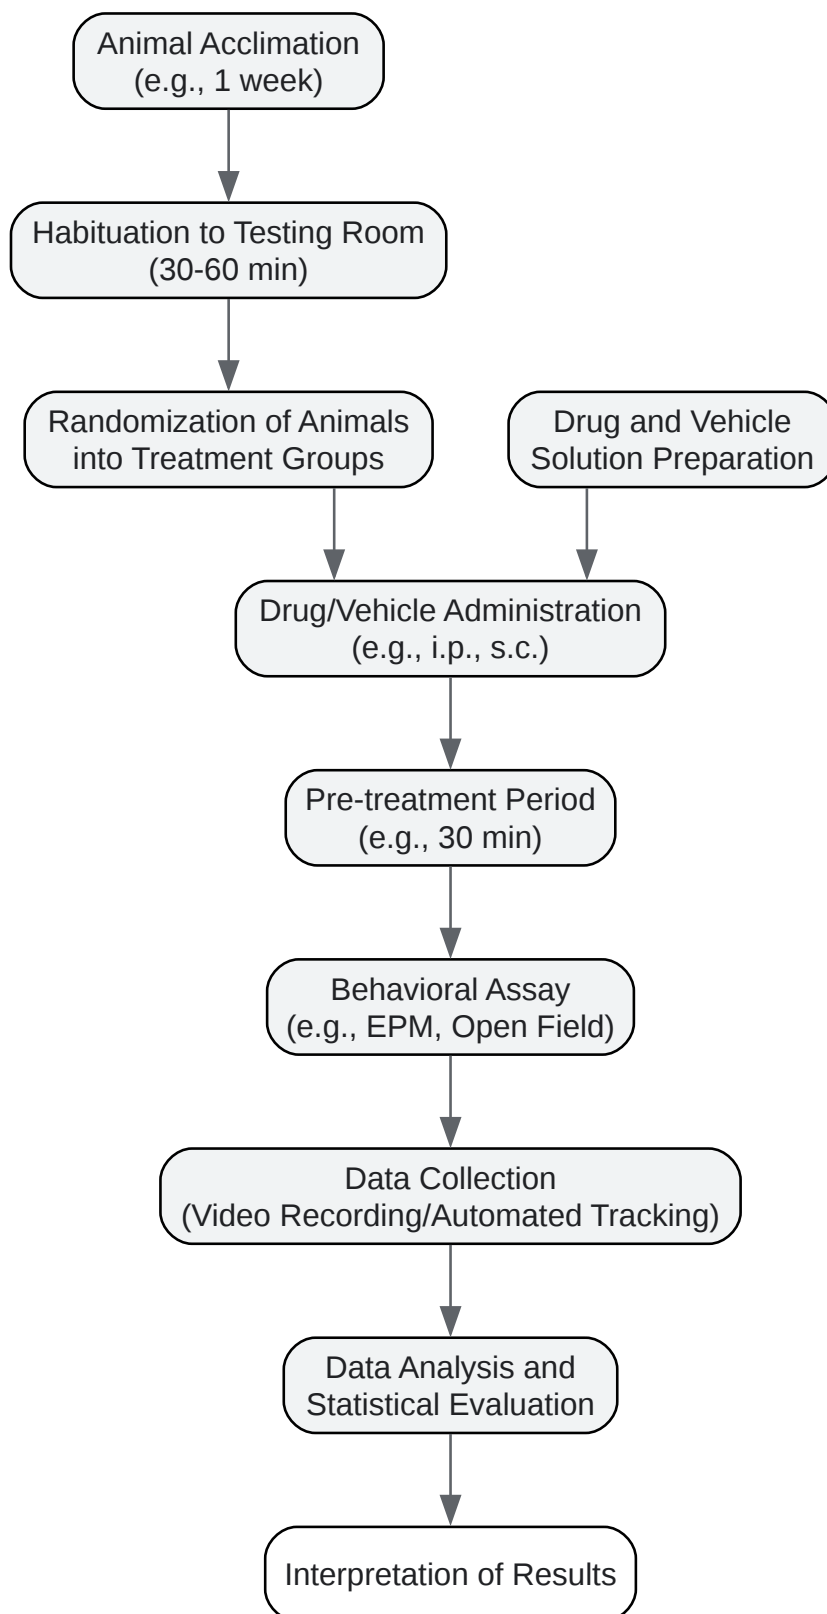 Animal Acclimation
(e.g., 1 week)
Habituation to Testing Room
(30-60 min)
Randomization of Animals
into Treatment Groups
Drug and Vehicle
Solution Preparation
Drug/Vehicle Administration
(e.g., i.p., s.c.)
Pre-treatment Period
(e.g., 30 min)
Behavioral Assay
(e.g., EPM, Open Field)
Data Collection
(Video Recording/Automated Tracking)
Data Analysis and
Statistical Evaluation
Interpretation of Results